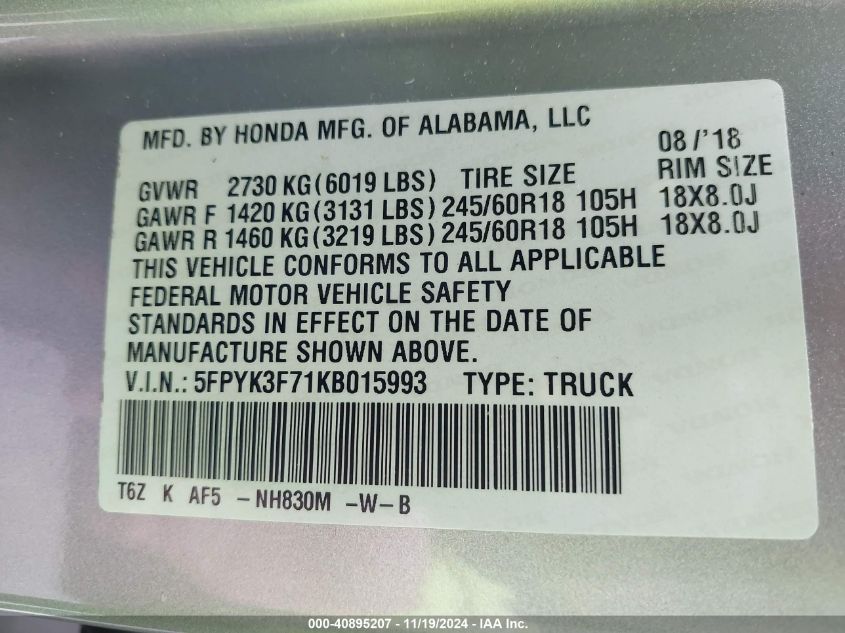 MFD. BY HONDA MFG. OF ALABAMA, LLC
08/'18
GVWR 2730 KG(6019 LBS) TIRE SIZE RIM SIZE
GAWR F 1420 KG(3131 LBS) 245/60R18 105H 18X8.0J
GAWR R 1460 KG(3219 LBS) 245/60R18 105H 18X8.0J
THIS VEHICLE CONFORMS TO ALL APPLICABLE
FEDERAL MOTOR VEHICLE SAFETY
STANDARDS IN EFFECT ON THE DATE OF
MANUFACTURE SHOWN ABOVE.
V.I.N.: 5FPYK3F71KB015993 TYPE: TRUCK
T6Z K AF5 -NH830M -W-B
000-40895207 - 11/19/2024 - IAA Inc.